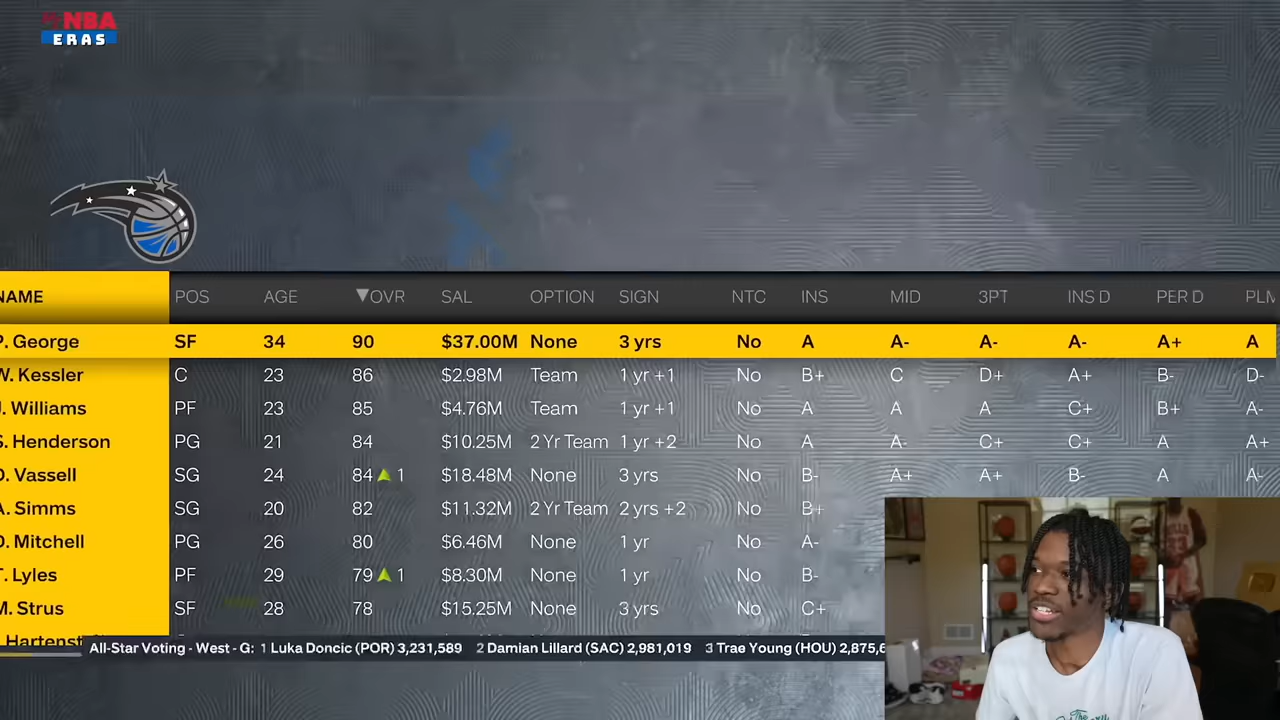 NBA
ERAS
NAME POS AGE ▼OVR SAL OPTION SIGN NTC INS MID 3PT INS D PER D PLM
P. George SF 34 90 $37.00M None 3 yrs No A A- A- A- A+ A
W. Kessler C 23 86 $2.98M Team 1 yr +1 No B+ C D+ A+ B- D-
J. Williams PF 23 85 $4.76M Team 1 yr +1 No A A A C+ B+ A-
S. Henderson PG 21 84 $10.25M 2 Yr Team 1 yr +2 No A A- C+ C+ A A+
D. Vassell SG 24 84 ▲ 1 $18.48M None 3 yrs No B- A+ A+ B- A A-
A. Simms SG 20 82 $11.32M 2 Yr Team 2 yrs +2 No B+
D. Mitchell PG 26 80 $6.46M None 1 yr No A-
T. Lyles PF 29 79 ▲ 1 $8.30M None 1 yr No B-
M. Strus SF 28 78 $15.25M None 3 yrs No C+
All-Star Voting - West - G: 1 Luka Doncic (POR) 3,231,589 2 Damian Lillard (SAC) 2,981,019 3 Trae Young (HOU) 2,875,6